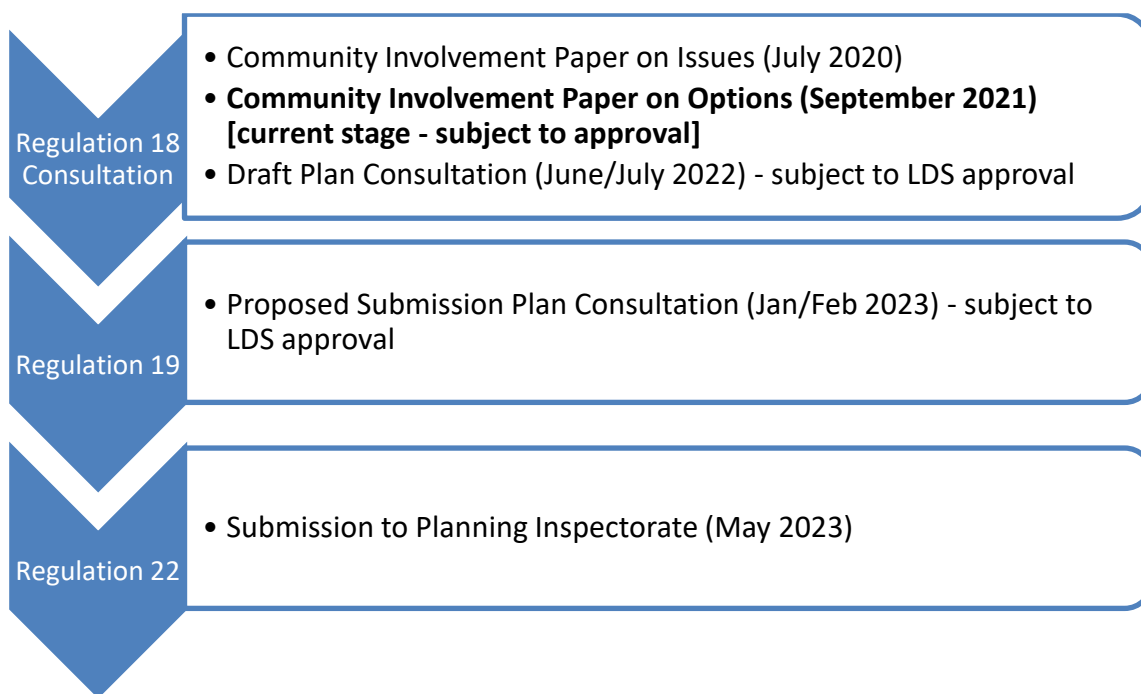 Regulation 18
Consultation
• Community Involvement Paper on Issues (July 2020)
• Community Involvement Paper on Options (September 2021)
[current stage - subject to approval]
• Draft Plan Consultation (June/July 2022) - subject to LDS approval
Regulation 19
• Proposed Submission Plan Consultation (Jan/Feb 2023) - subject to
LDS approval
Regulation 22
• Submission to Planning Inspectorate (May 2023)